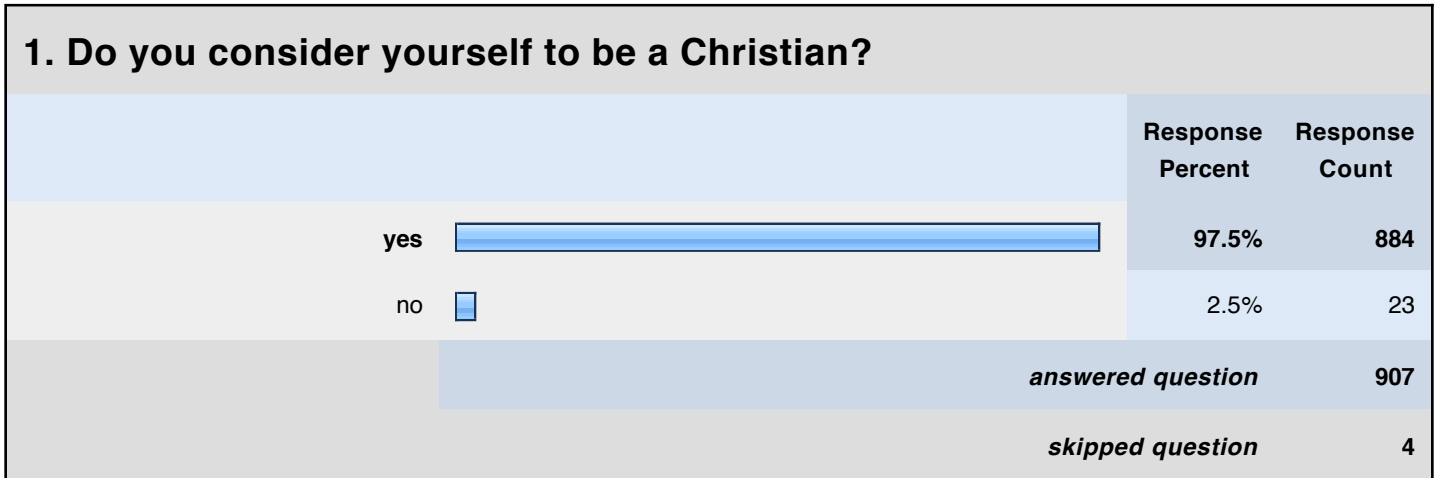 1. Do you consider yourself to be a Christian?
Response Response
Percent Count
yes 97.5% 884
no 2.5% 23
answered question 907
skipped question 4